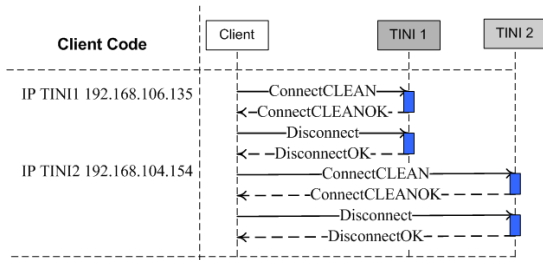 Client Code
Client
TINI 1
TINI 2
IP TINI1 192.168.106.135
ConnectCLEAN
ConnectCLEANOK
Disconnect
DisconnectOK
IP TINI2 192.168.104.154
ConnectCLEAN
ConnectCLEANOK
Disconnect
DisconnectOK